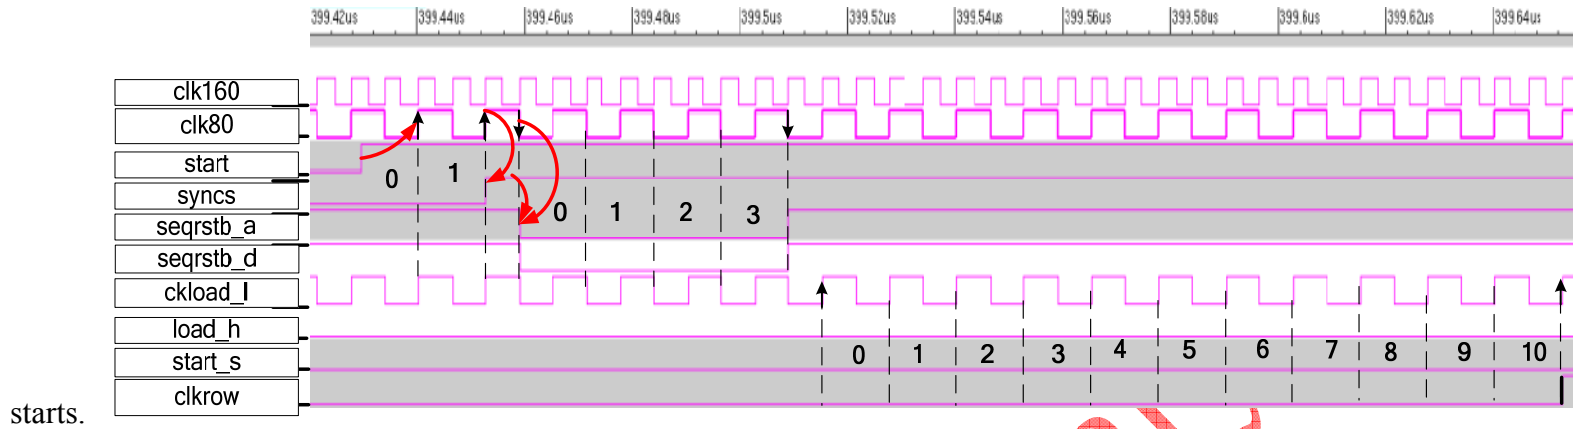 399.42us 399.44us 399.46us 399.48us 399.5us 399.52us 399.54us 399.56us 399.58us 399.6us 399.62us 399.64us
clk160
clk80
start
0 1
syncs
seqrstb_a
0 1 2 3
seqrstb_d
ckload_l
load_h
start_s
0 1 2 3 4 5 6 7 8 9 10
clkrow
starts.